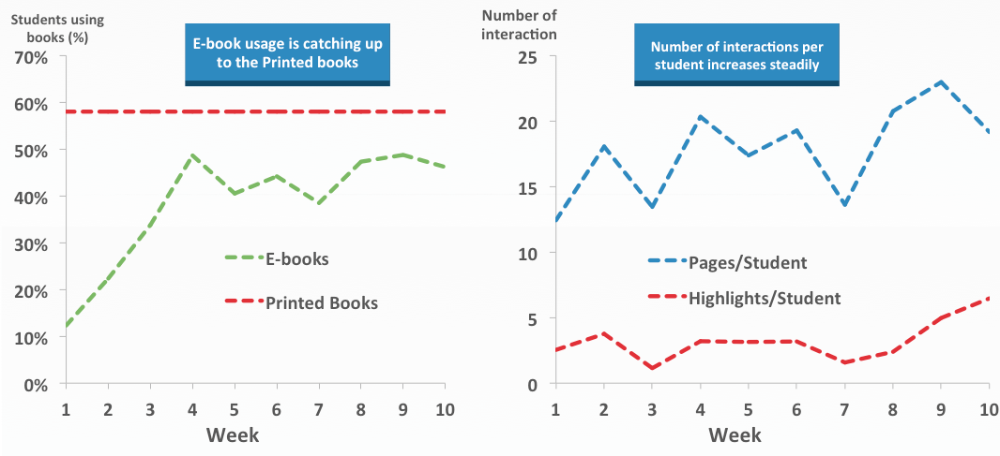 Students using
books (%)
E-book usage is catching up
to the Printed books
70%
60%
50%
40%
30%
20%
10%
0%
E-books
Printed Books
1 2 3 4 5 6 7 8 9 10
Week
Number of
interaction
Number of interactions per
student increases steadily
25
20
15
10
5
0
Pages/Student
Highlights/Student
1 2 3 4 5 6 7 8 9 10
Week